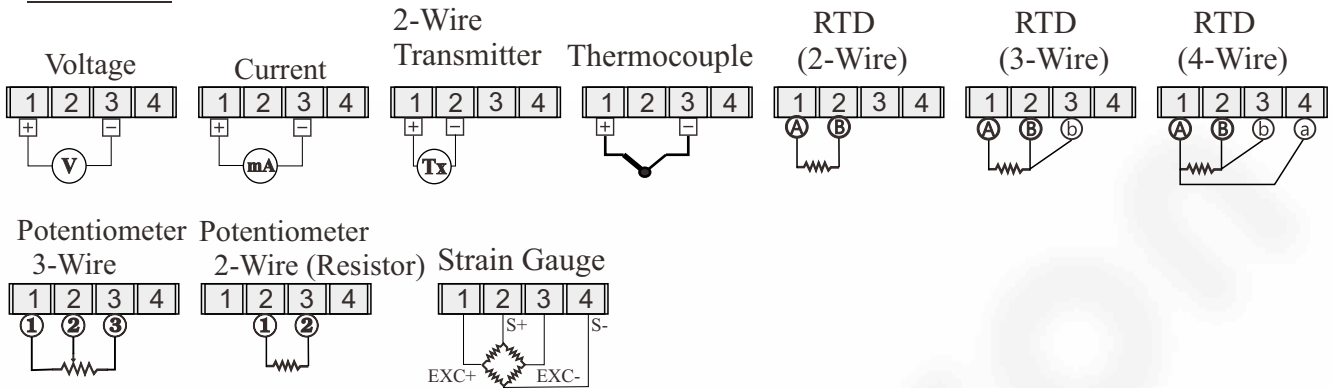 Voltage
1 2 3 4
+ −
V
Current
1 2 3 4
+ −
mA
2-Wire
Transmitter
1 2 3 4
+ −
Tx
Thermocouple
1 2 3 4
+ −
RTD
(2-Wire)
1 2 3 4
A B
RTD
(3-Wire)
1 2 3 4
A B b
RTD
(4-Wire)
1 2 3 4
A B b a
Potentiometer
3-Wire
1 2 3 4
1 2 3
Potentiometer
2-Wire (Resistor)
1 2 3 4
1 2
Strain Gauge
1 2 3 4
S+ S-
EXC+ EXC-